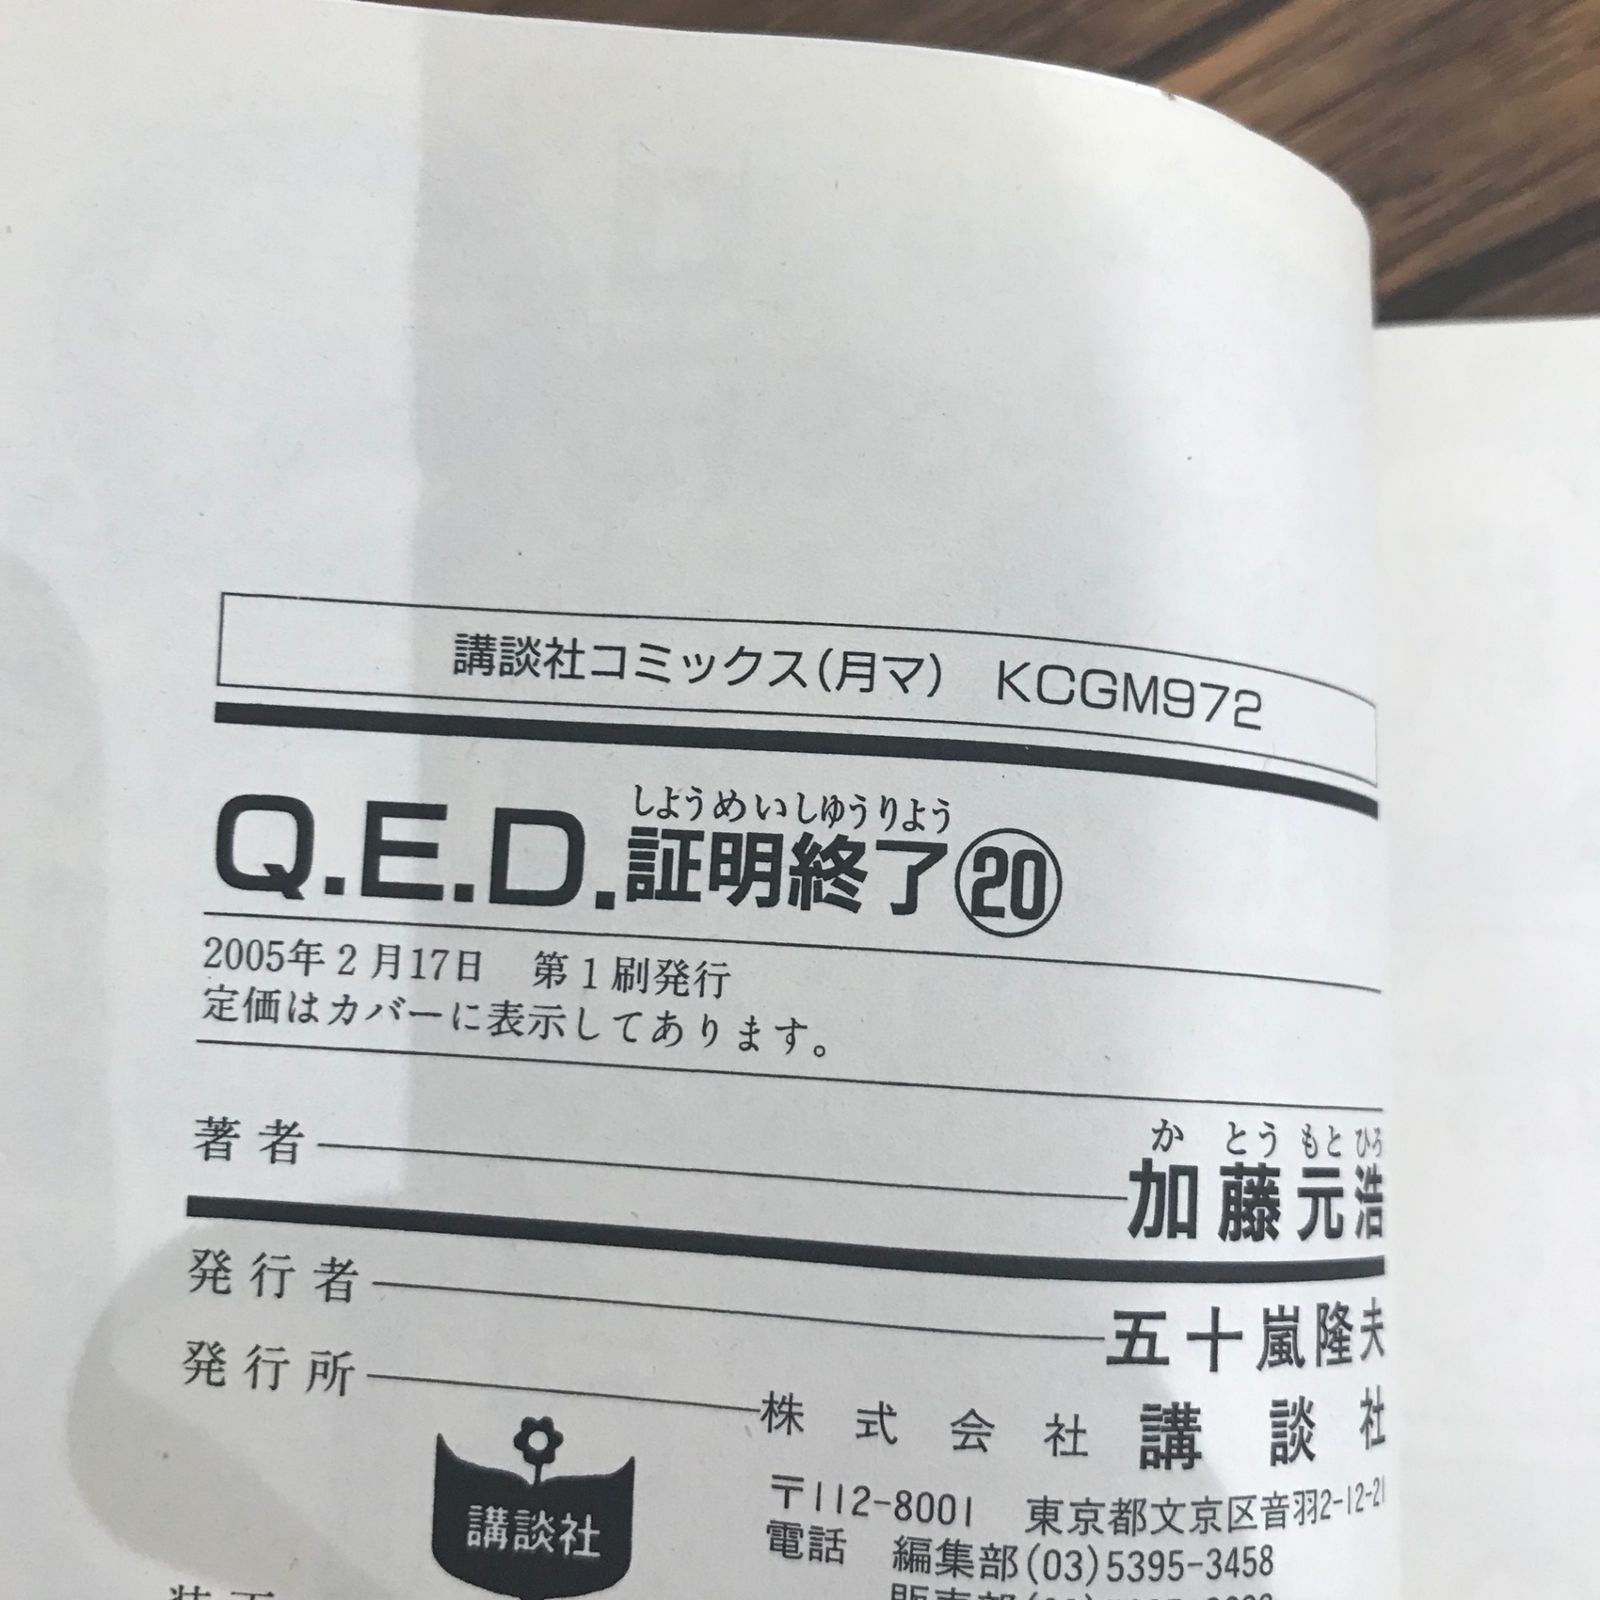 講談社コミックス(月マ) KCGM972
しようめいしゆうりよう
Q.E.D.証明終了⑳
2005年2月17日 第1刷発行
定価はカバーに表示してあります。
かとうもとひろ
著者 加藤元浩
発行者 五十嵐隆夫
発行所 株式会社 講談社
〒112-8001 東京都文京区音羽2-12-21
電話 編集部(03)5395-3458
講談社